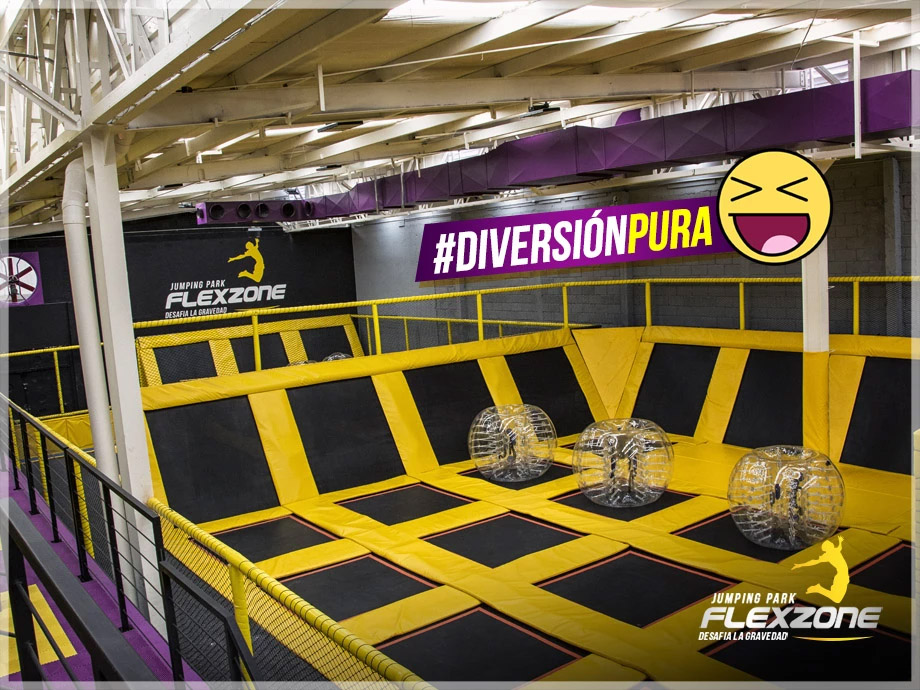 #DIVERSIÓNPURA
JUMPING PARK
FLEXZONE
DESAFIA LA GRAVEDAD
JUMPING PARK
FLEXZONE
DESAFIA LA GRAVEDAD